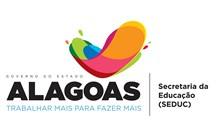 GOVERNO DO ESTADO
ALAGOAS
TRABALHAR MAIS PARA FAZER MAIS
Secretaria da
Educação
(SEDUC)